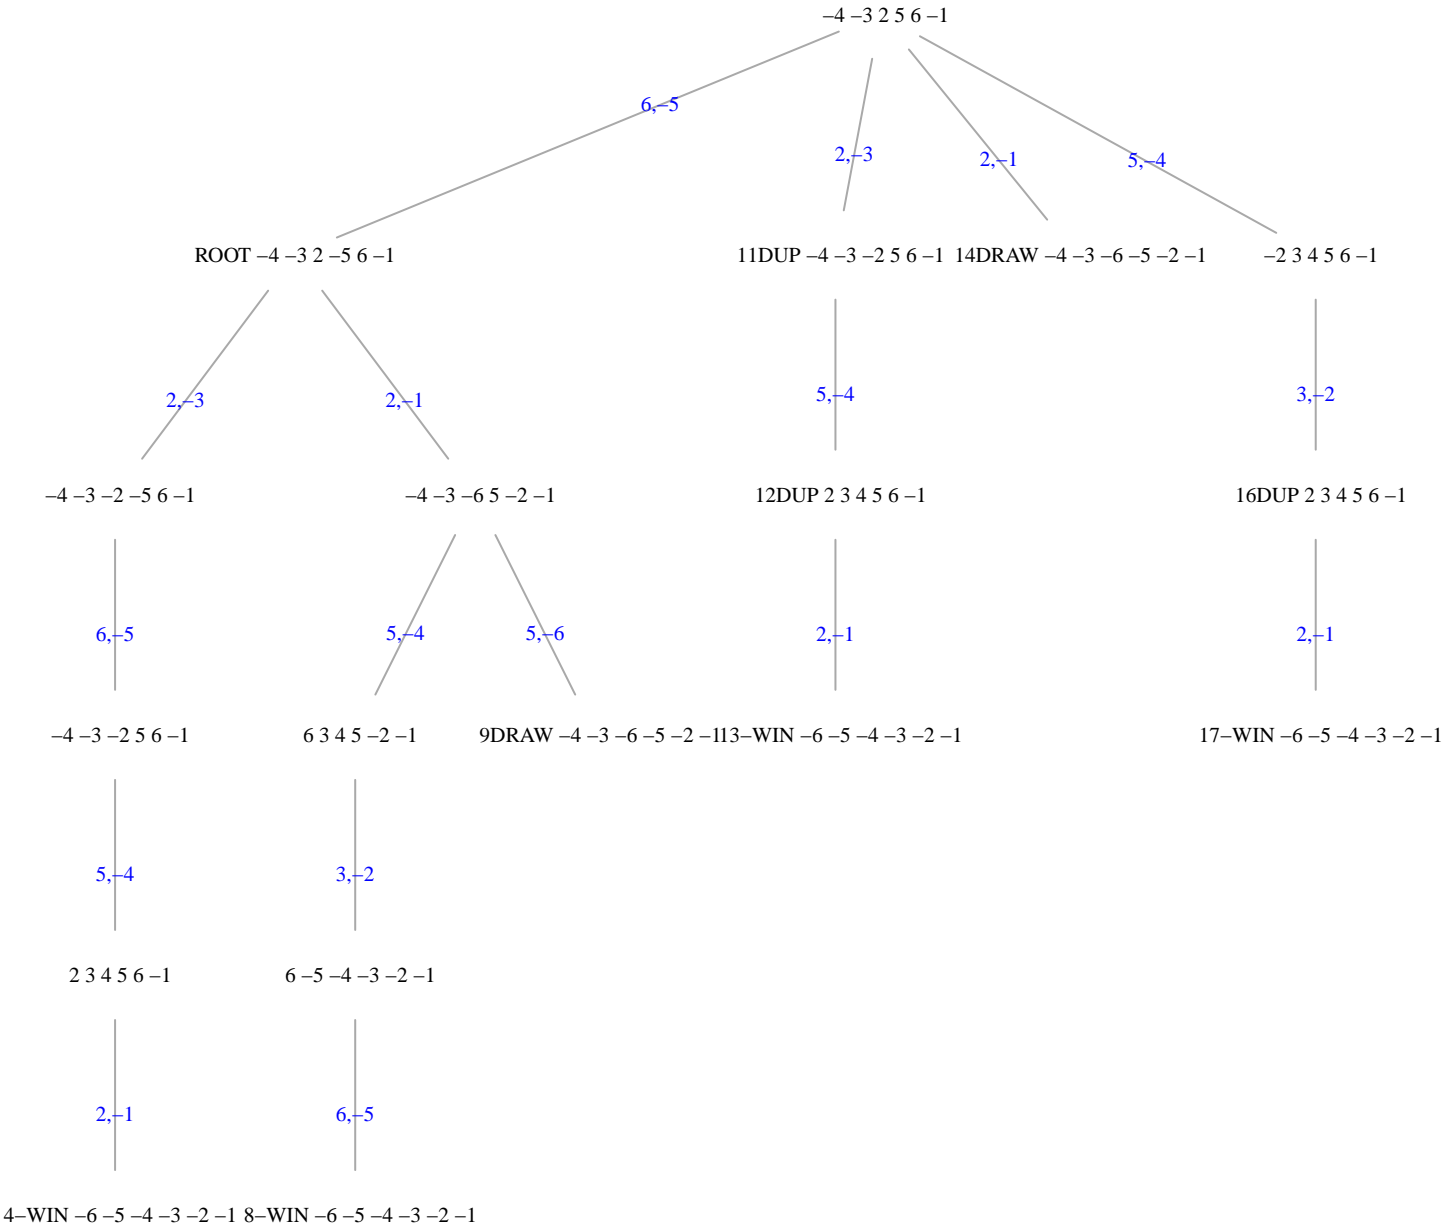 –4 –3 2 5 6 –1
6,–5
2,–3
2,–1
5,–4
ROOT –4 –3 2 –5 6 –1
11DUP –4 –3 –2 5 6 –1
14DRAW –4 –3 –6 –5 –2 –1
–2 3 4 5 6 –1
2,–3
2,–1
5,–4
3,–2
–4 –3 –2 –5 6 –1
–4 –3 –6 5 –2 –1
12DUP 2 3 4 5 6 –1
16DUP 2 3 4 5 6 –1
6,–5
5,–4
5,–6
2,–1
2,–1
–4 –3 –2 5 6 –1
6 3 4 5 –2 –1
9DRAW –4 –3 –6 –5 –2 –1
13–WIN –6 –5 –4 –3 –2 –1
17–WIN –6 –5 –4 –3 –2 –1
5,–4
3,–2
2 3 4 5 6 –1
6 –5 –4 –3 –2 –1
2,–1
6,–5
4–WIN –6 –5 –4 –3 –2 –1
8–WIN –6 –5 –4 –3 –2 –1